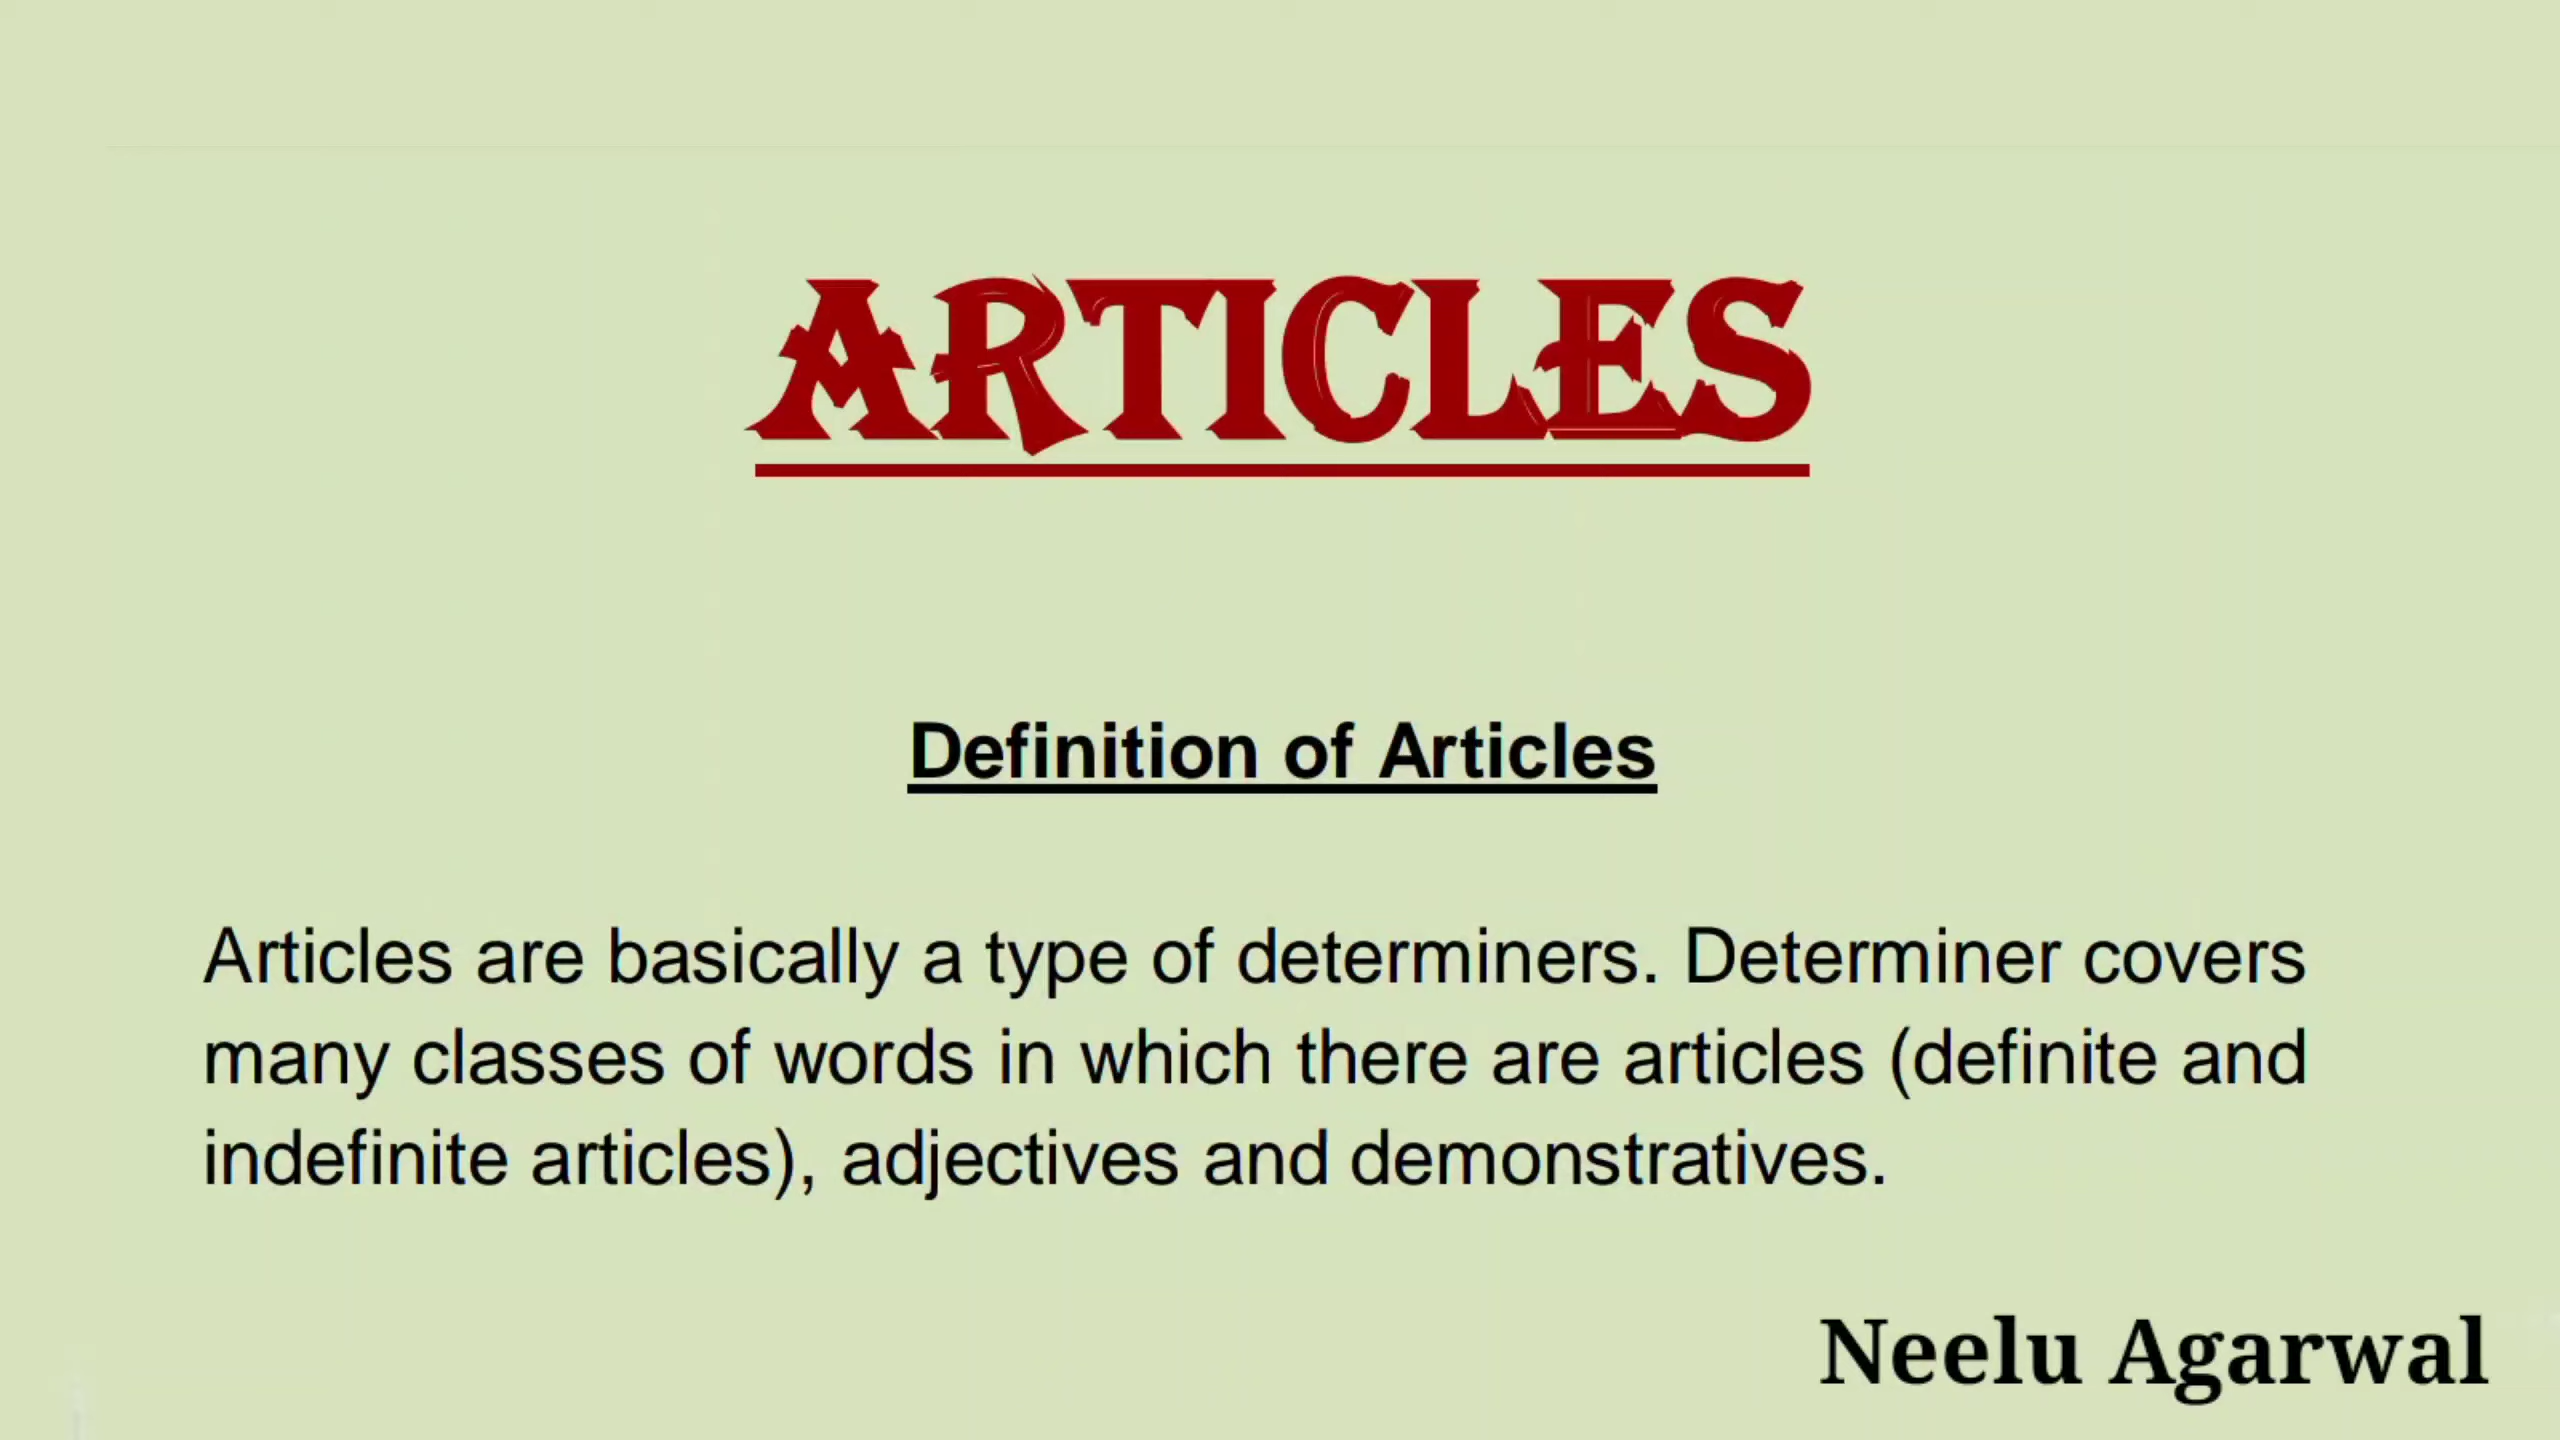 ARTICLES
Definition of Articles
Articles are basically a type of determiners. Determiner covers
many classes of words in which there are articles (definite and
indefinite articles), adjectives and demonstratives.
Neelu Agarwal